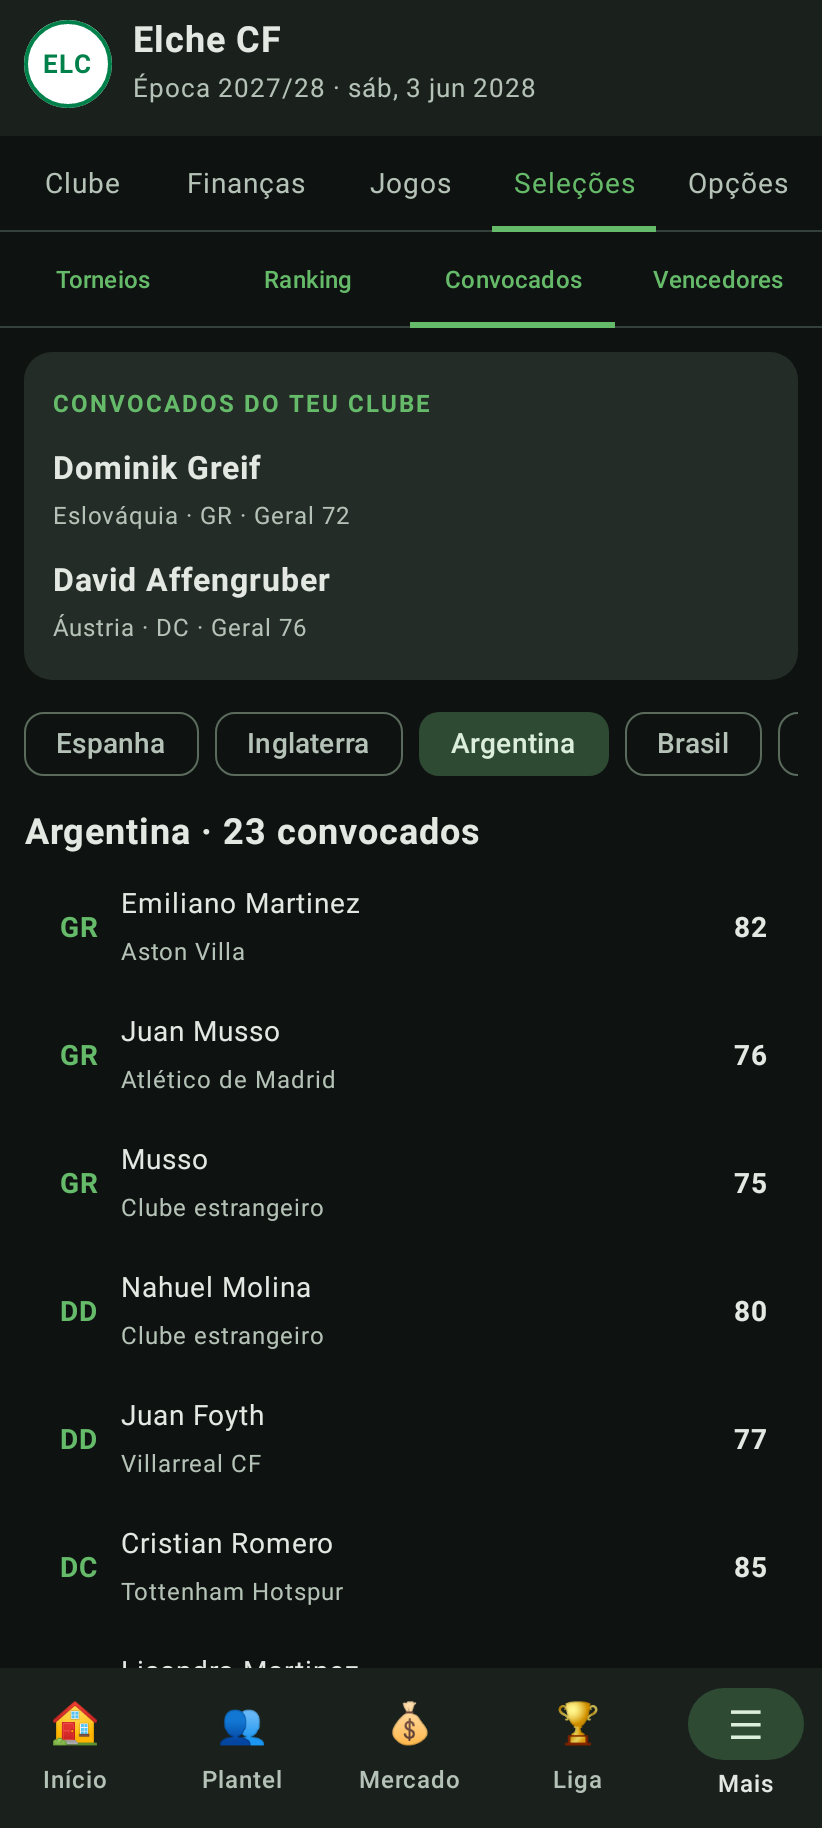 ELC
Elche CF
Época 2027/28 · sáb, 3 jun 2028
Clube Finanças Jogos Seleções Opções
Torneios Ranking Convocados Vencedores
CONVOCADOS DO TEU CLUBE
Dominik Greif
Eslováquia · GR · Geral 72
David Affengruber
Áustria · DC · Geral 76
Espanha Inglaterra Argentina Brasil
Argentina · 23 convocados
GR Emiliano Martinez 82
Aston Villa
GR Juan Musso 76
Atlético de Madrid
GR Musso 75
Clube estrangeiro
DD Nahuel Molina 80
Clube estrangeiro
DD Juan Foyth 77
Villarreal CF
DC Cristian Romero 85
Tottenham Hotspur
Lisandro Martinez
Início Plantel Mercado Liga Mais